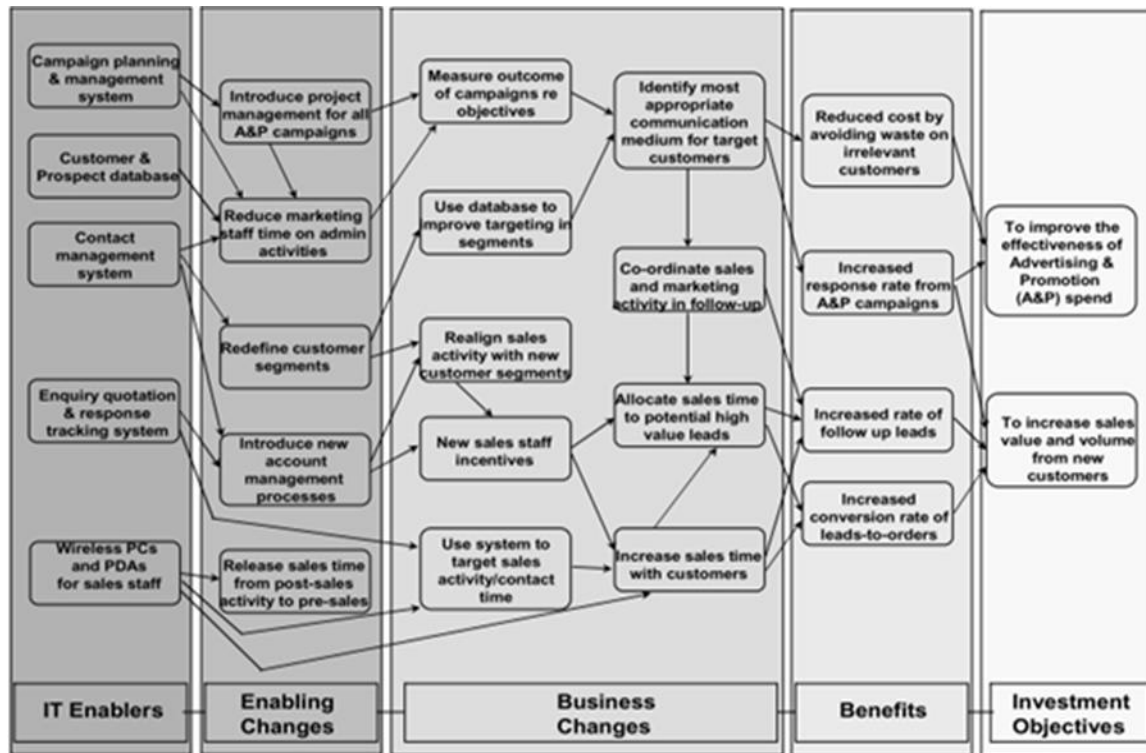 Campaign planning
& management
system
Customer &
Prospect database
Contact
management
system
Enquiry quotation
& response
tracking system
Wireless PCs
and PDAs
for sales staff
Introduce project
management for all
A&P campaigns
Reduce marketing
staff time on admin
activities
Redefine customer
segments
Introduce new
account
management
processes
Release sales time
from post-sales
activity to pre-sales
Measure outcome
of campaigns re
objectives
Use database to
improve targeting in
segments
Realign sales
activity with new
customer segments
New sales staff
incentives
Use system to
target sales
activity/contact
time
Identify most
appropriate
communication
medium for target
customers
Co-ordinate sales
and marketing
activity in follow-up
Allocate sales time
to potential high
value leads
Increase sales time
with customers
Reduced cost by
avoiding waste on
irrelevant
customers
Increased
response rate from
A&P campaigns
Increased rate of
follow up leads
Increased
conversion rate of
leads-to-orders
To improve the
effectiveness of
Advertising &
Promotion
(A&P) spend
To increase sales
value and volume
from new
customers
IT Enablers
Enabling
Changes
Business
Changes
Benefits
Investment
Objectives